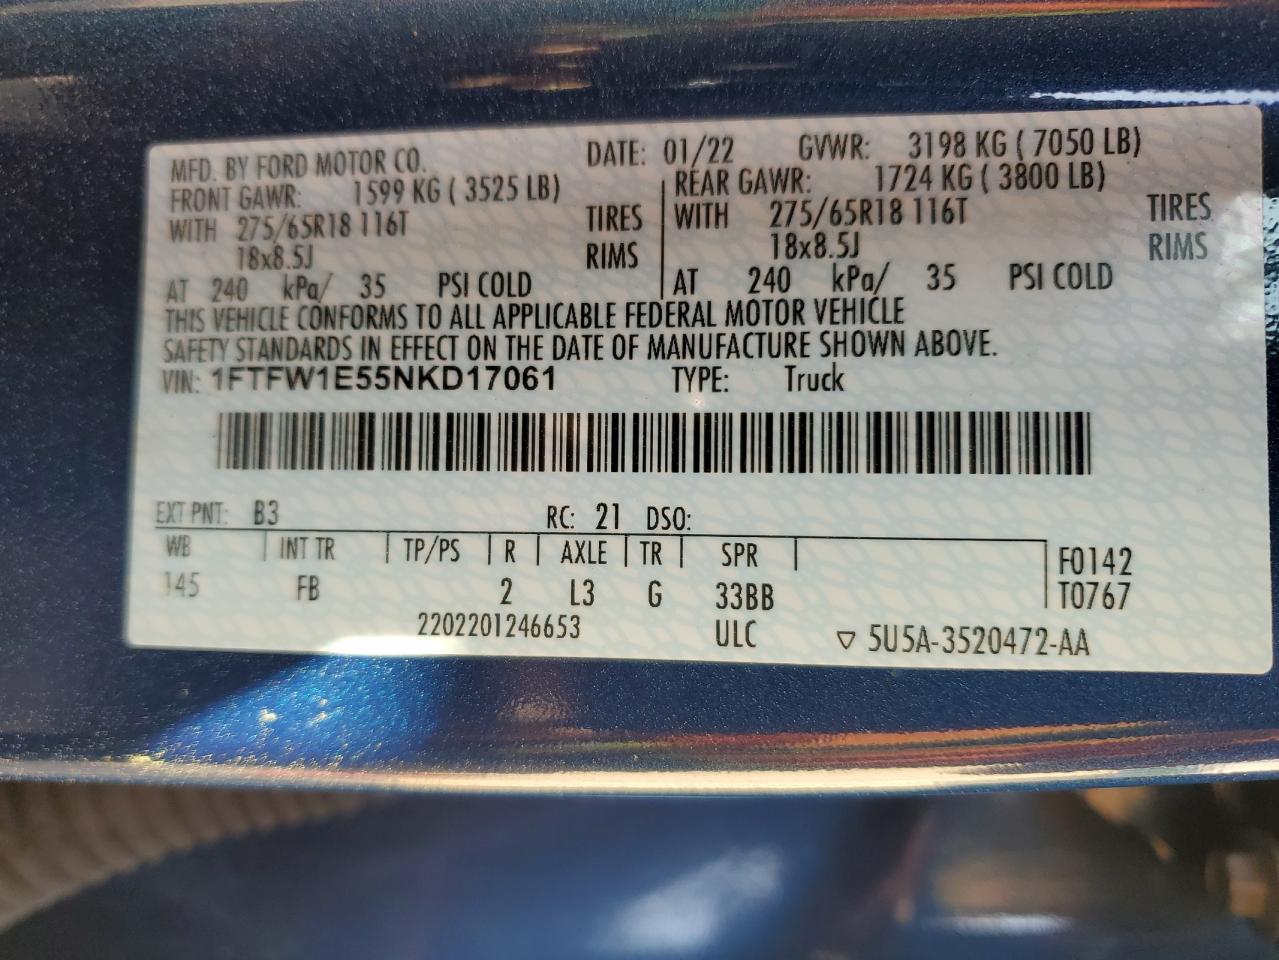 MFD. BY FORD MOTOR CO. DATE: 01/22 GVWR: 3198 KG ( 7050 LB)
FRONT GAWR: 1599 KG ( 3525 LB) REAR GAWR: 1724 KG ( 3800 LB)
WITH 275/65R18 116T TIRES WITH 275/65R18 116T TIRES
18x8.5J RIMS 18x8.5J RIMS
AT 240 kPa/ 35 PSI COLD AT 240 kPa/ 35 PSI COLD
THIS VEHICLE CONFORMS TO ALL APPLICABLE FEDERAL MOTOR VEHICLE
SAFETY STANDARDS IN EFFECT ON THE DATE OF MANUFACTURE SHOWN ABOVE.
VIN: 1FTFW1E55NKD17061 TYPE: Truck
EXT PNT: B3 RC: 21 DSO:
WB INT TR TP/PS R AXLE TR SPR F0142
145 FB 2 L3 G 33BB T0767
2202201246653 ULC ▽ 5U5A-3520472-AA